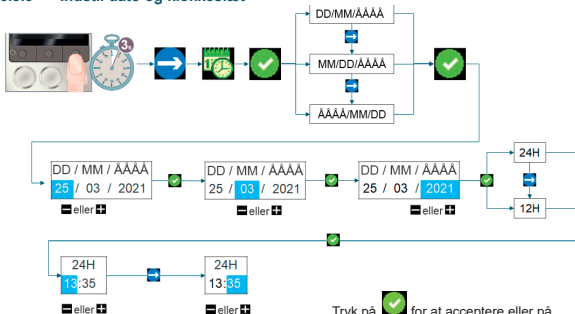 Indstil dato og klokkeslæt
3s
DD/MM/ÅÅÅÅ
MM/DD/ÅÅÅÅ
ÅÅÅÅ/MM/DD
DD / MM / ÅÅÅÅ
25 / 03 / 2021
eller
DD / MM / ÅÅÅÅ
25 / 03 / 2021
eller
DD / MM / ÅÅÅÅ
25 / 03 / 2021
eller
24H
12H
24H
13:35
eller
24H
13:35
eller
Tryk på for at acceptere eller på